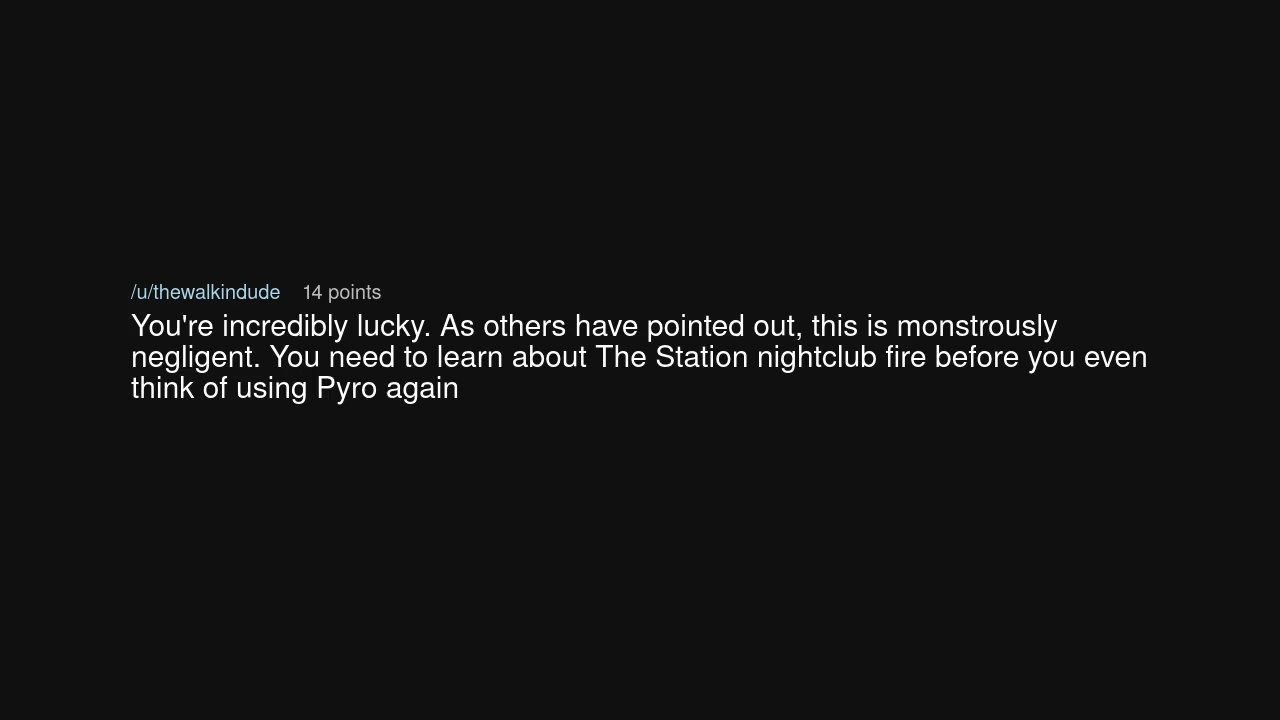 /u/thewalkindude 14 points
You're incredibly lucky. As others have pointed out, this is monstrously
negligent. You need to learn about The Station nightclub fire before you even
think of using Pyro again